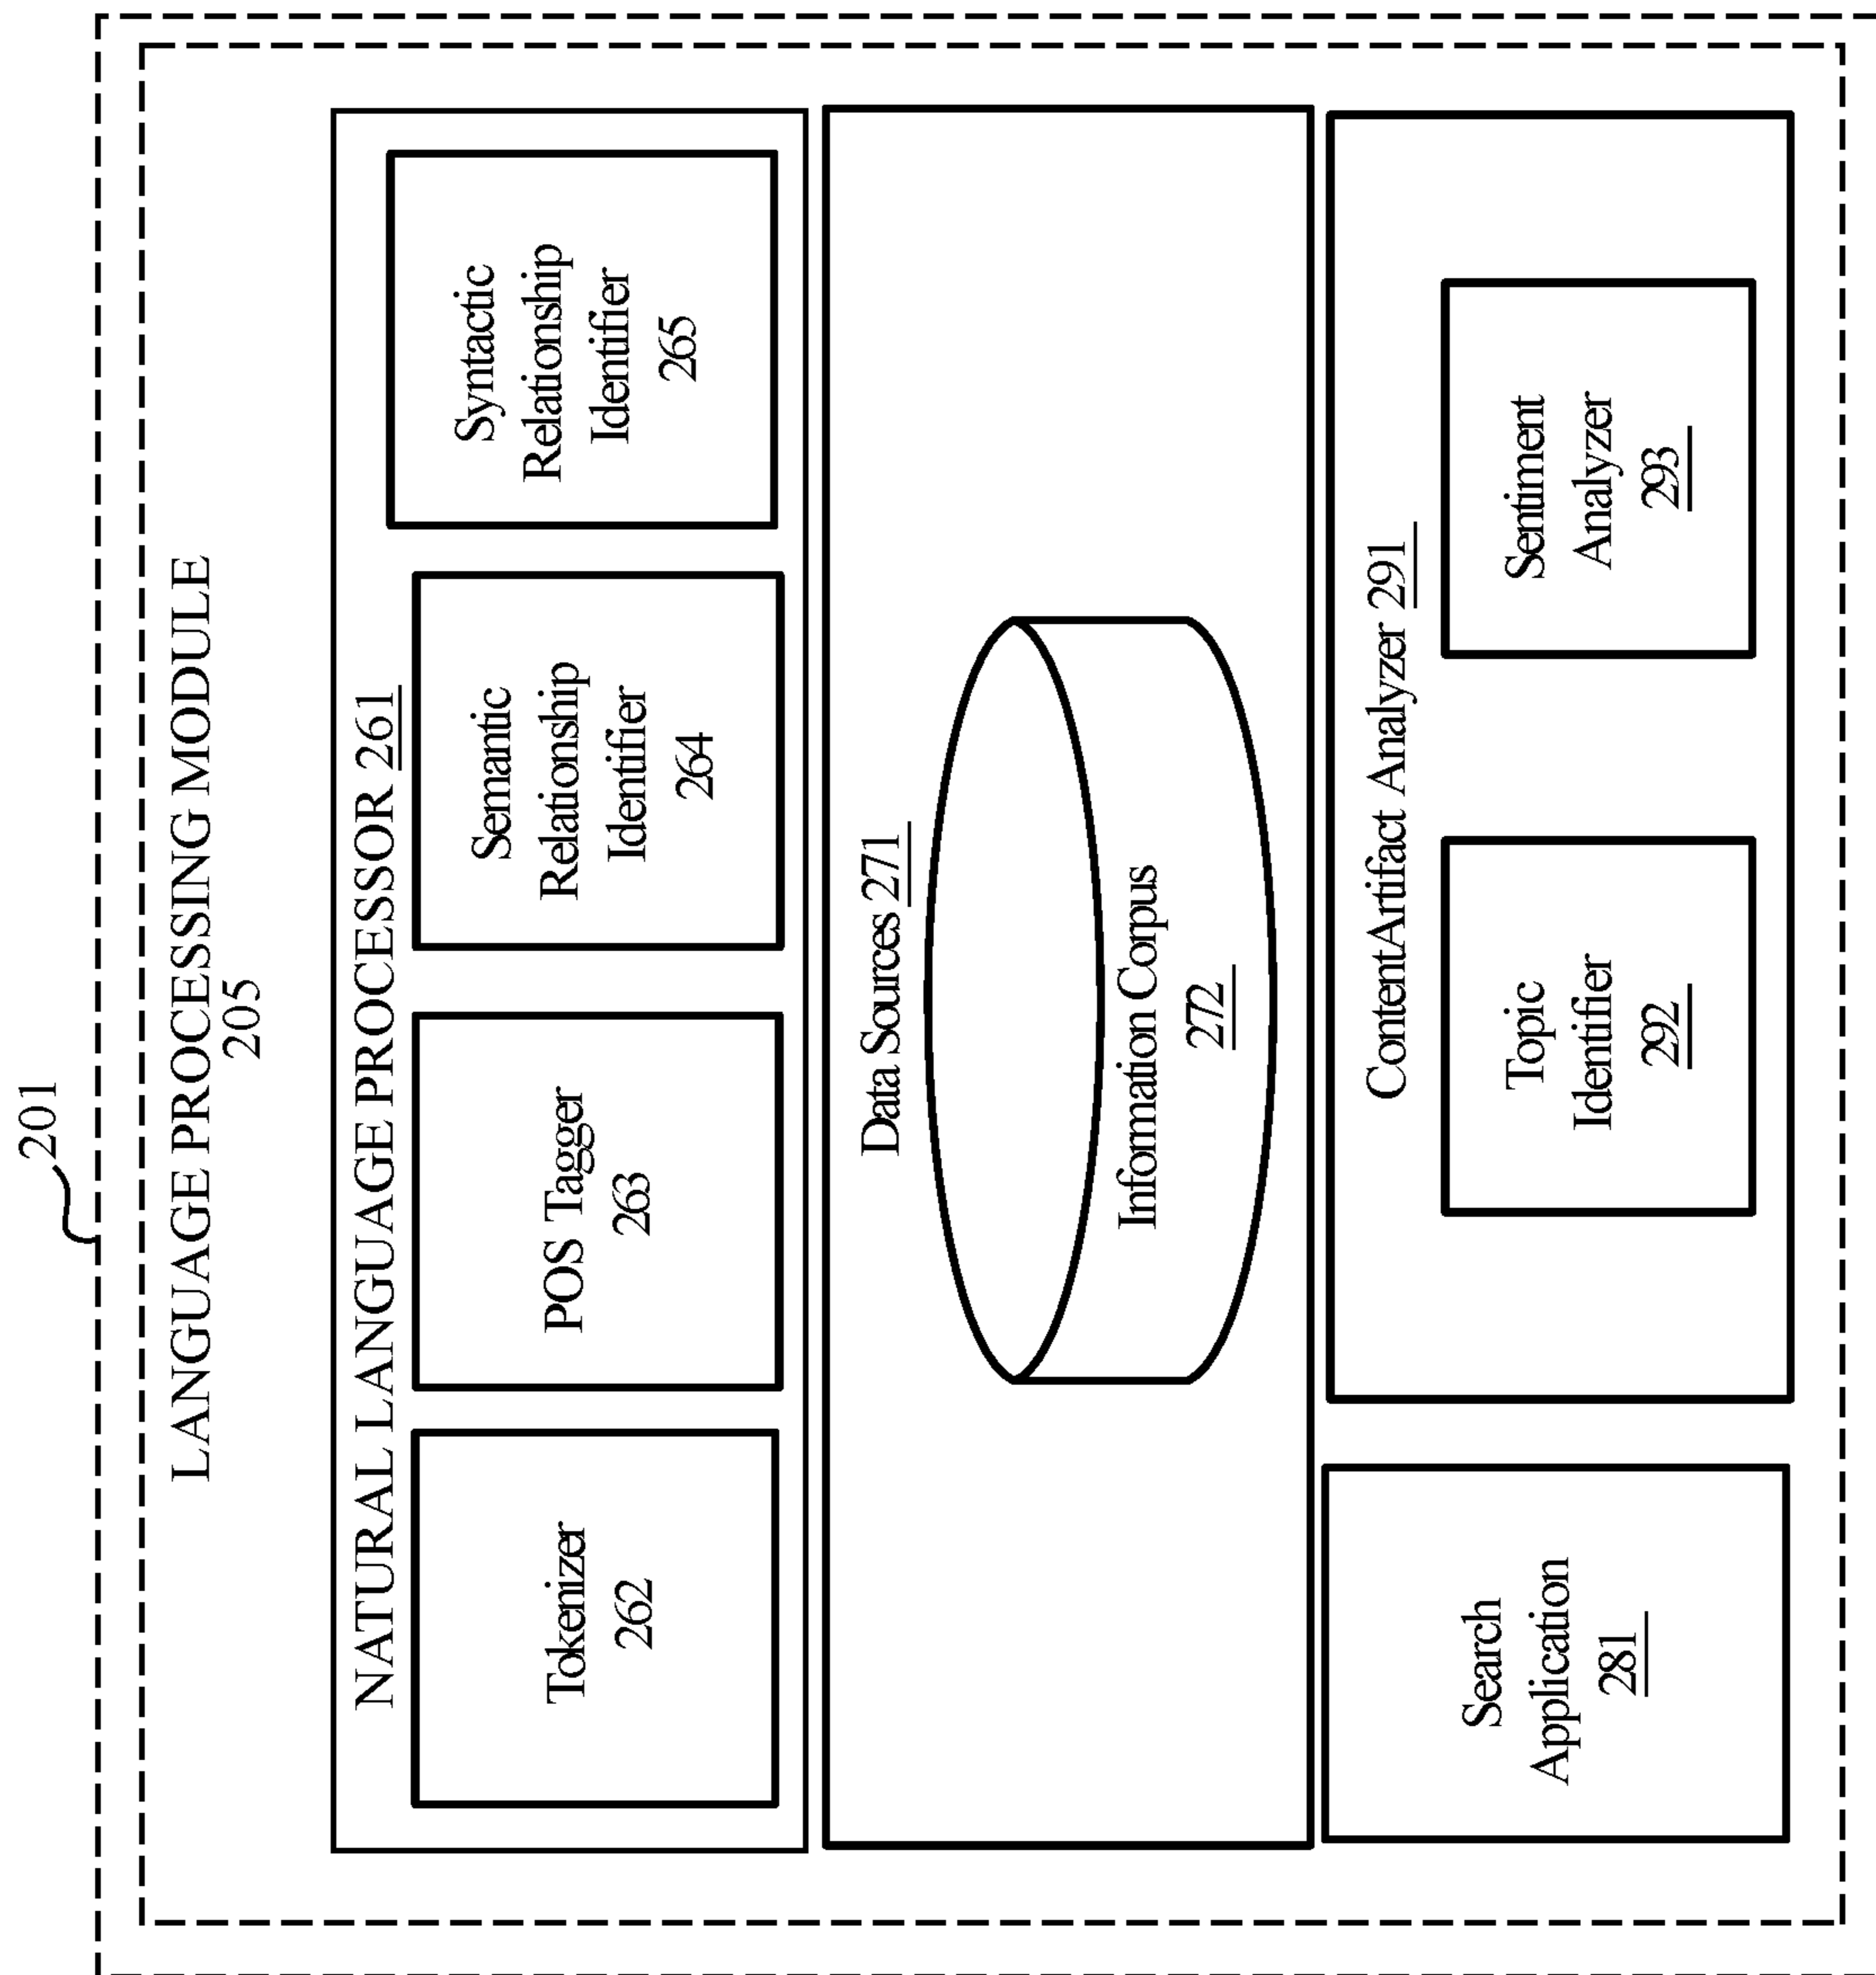 201
LANGUAGE PROCESSING MODULE
205
NATURAL LANGUAGE PROCESSOR 261
Tokenizer
262
POS Tagger
263
Semantic
Relationship
Identifier
264
Syntactic
Relationship
Identifier
265
Data Sources 271
Information Corpus
272
Search
Application
281
ContentArtifact Analyzer 291
Topic
Identifier
292
Sentiment
Analyzer
293